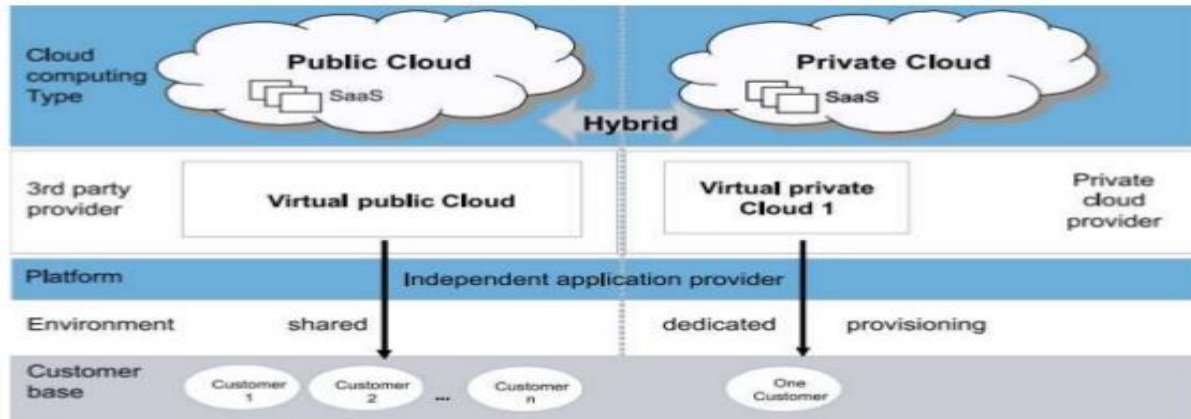 Cloud
computing
Type
Public Cloud
SaaS
Hybrid
Private Cloud
SaaS
3rd party
provider
Virtual public Cloud
Virtual private
Cloud 1
Private
cloud
provider
Platform
Independent application provider
Environment
shared
dedicated
provisioning
Customer
base
Customer
1
Customer
2
...
Customer
n
One
Customer